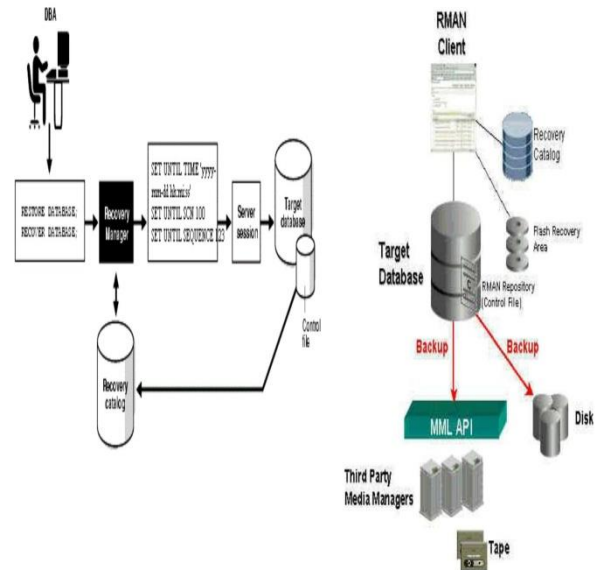 DBA
RESTORE DATABASE;
RECOVER DATABASE;
Recovery
Manager
SET UNTIL TIME 'yyyy-
mm-dd hh:mi:ss'
SET UNTIL SCN 100
SET UNTIL SEQUENCE 123
Server
session
Target
database
Control
file
Recovery
catalog
RMAN
Client
Recovery
Catalog
Flash Recovery
Area
Target
Database
RMAN Repository
(Control File)
Backup
Backup
MML API
Disk
Third Party
Media Managers
Tape